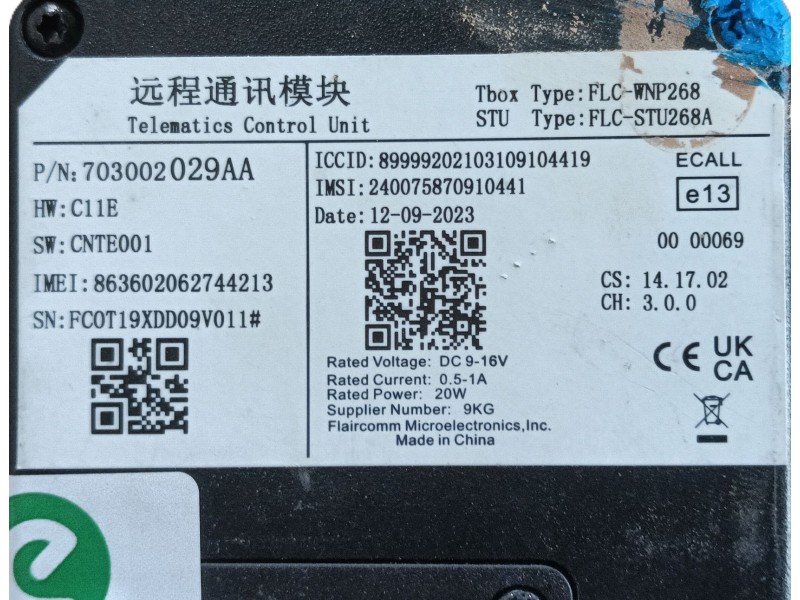 远程通讯模块
Telematics Control Unit
Tbox Type:FLC-WNP268
STU Type:FLC-STU268A
P/N:703002029AA
HW:C11E
SW:CNTE001
IMEI:863602062744213
SN:FC0T19XDD09V011#
ICCID:89999202103109104419
IMSI:240075870910441
Date:12-09-2023
Rated Voltage: DC 9-16V
Rated Current: 0.5-1A
Rated Power: 20W
Supplier Number: 9KG
Flaircomm Microelectronics,Inc.
Made in China
ECALL
e13
00 00069
CS: 14.17.02
CH: 3.0.0
CE
UK
CA